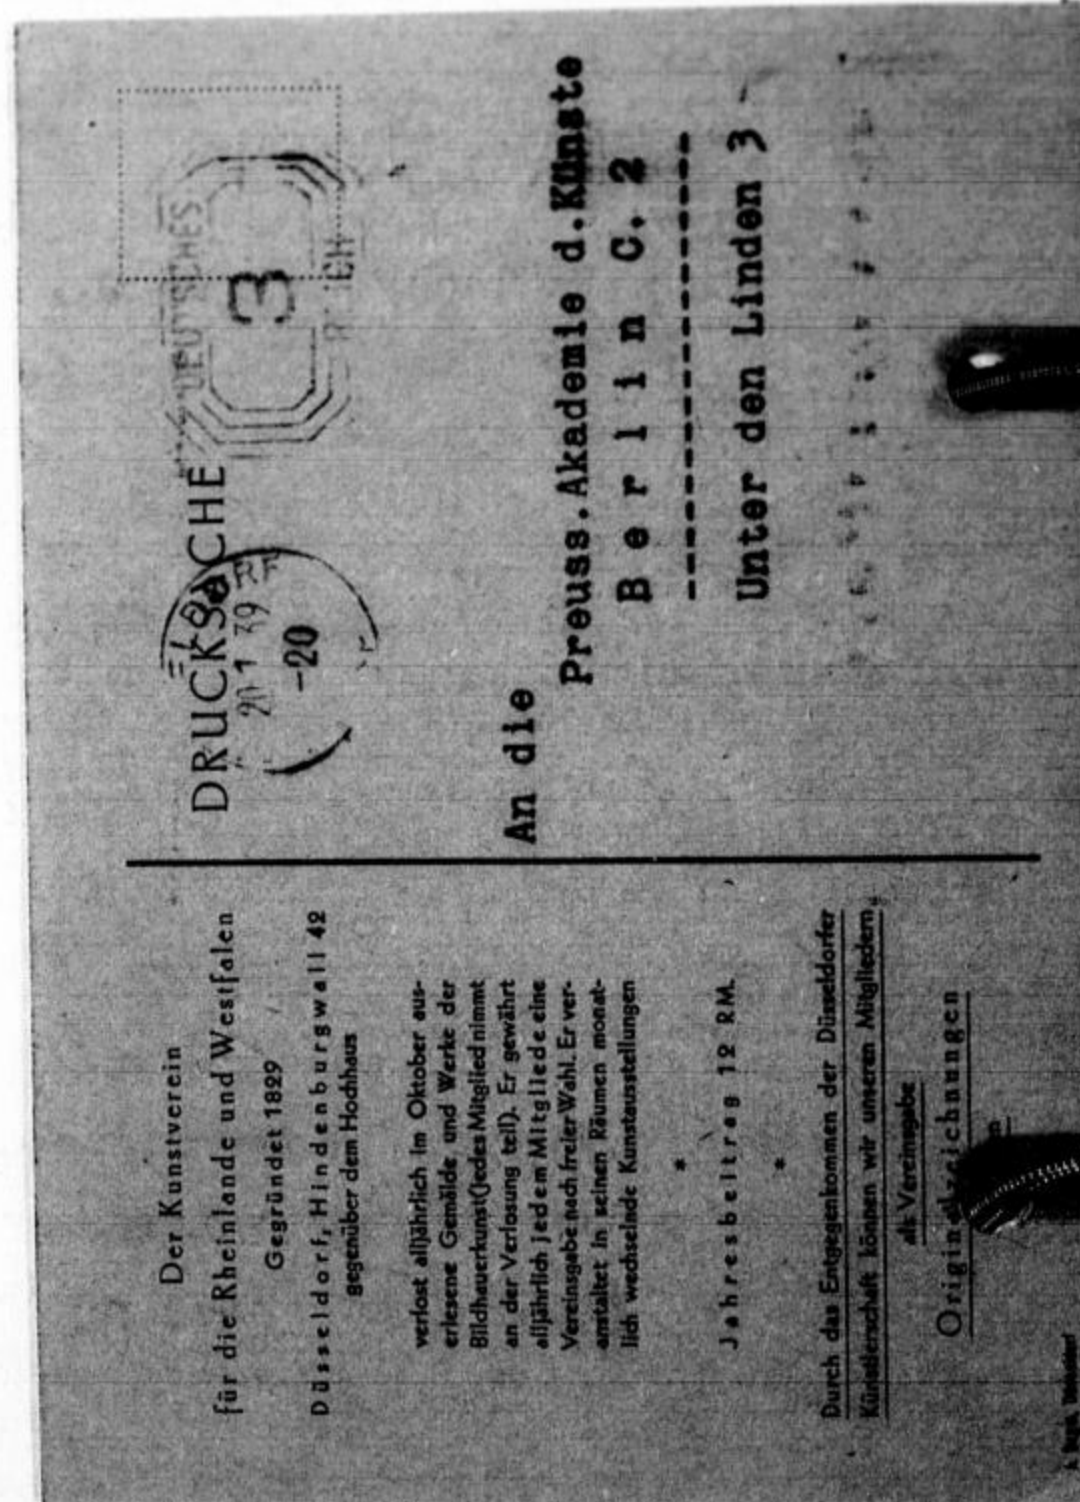 Der Kunstverein
für die Rheinlande und Westfalen
Gegründet 1829
Düsseldorf, Hindenburgwall 42
gegenüber dem Hochhaus
verlost alljährlich im Oktober aus-
erlesene Gemälde und Werke der
Bildhauerkunst (Jedes Mitglied nimmt
an der Verlosung teil). Er gewährt
alljährlich jedem Mitgliede eine
Vereinsgabe nach freier Wahl. Er ver-
anstaltet in seinen Räumen monat-
lich wechselnde Kunstausstellungen
*
Jahresbeitrag 12 RM.
*
Durch das Entgegenkommen der Düsseldorfer
Künstlerschaft können wir unseren Mitgliedern
als Vereinsgabe
Originalzeichnungen
DRUCKSACHE
20 1 39
-20
DEUTSCHES
3
REICH
An die
Preuss.Akademie d.Künste
Berlin C.2
--------------------
Unter den Linden 3